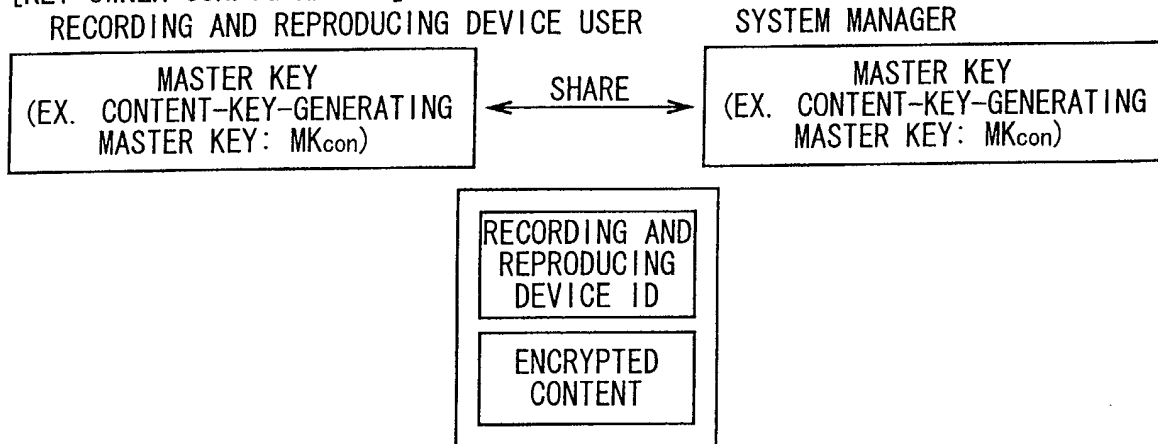 RECORDING AND REPRODUCING DEVICE USER
SYSTEM MANAGER
MASTER KEY
(EX. CONTENT-KEY-GENERATING
MASTER KEY: MKcon)
SHARE
MASTER KEY
(EX. CONTENT-KEY-GENERATING
MASTER KEY: MKcon)
RECORDING AND
REPRODUCING
DEVICE ID
ENCRYPTED
CONTENT